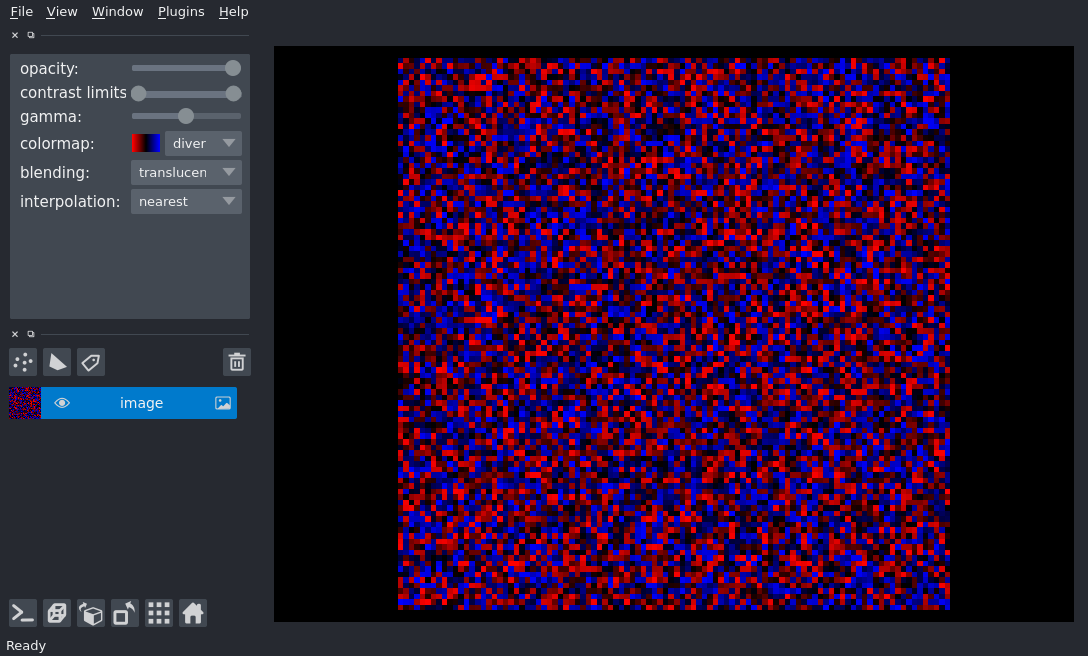 File View Window Plugins Help
opacity:
contrast limits
gamma:
colormap: diver
blending: translucen
interpolation: nearest
image
Ready